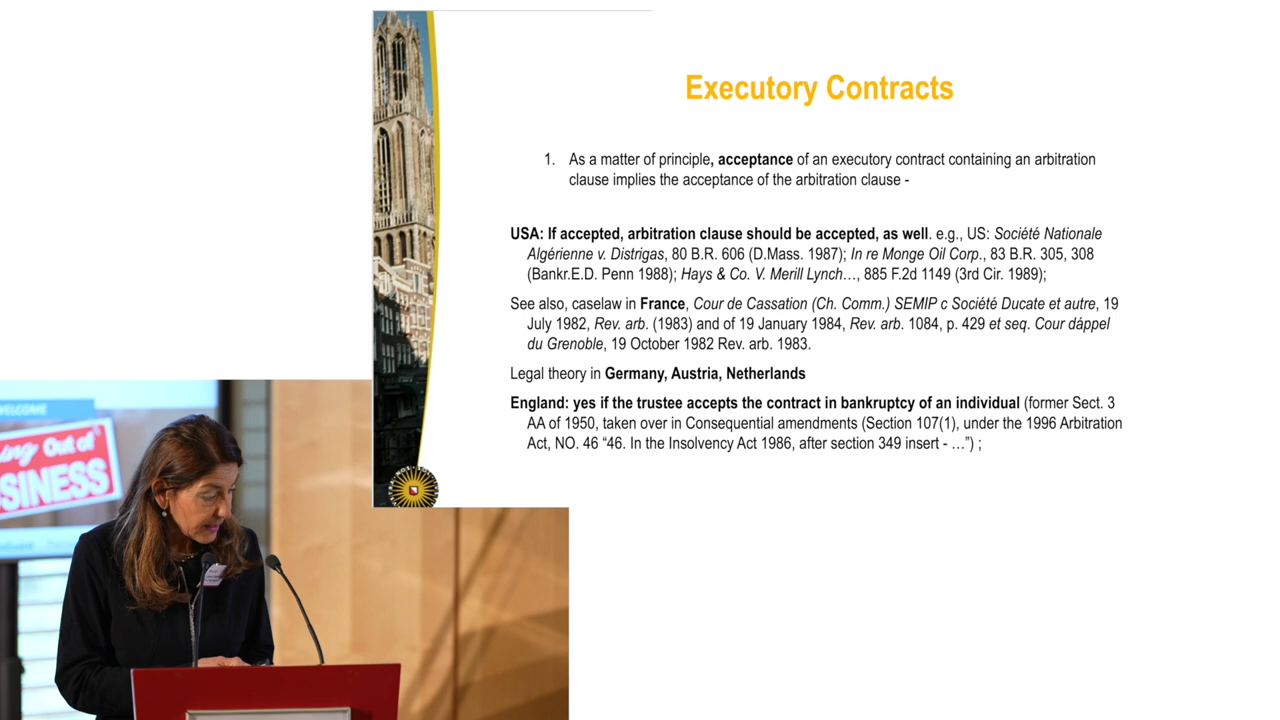 Executory Contracts
1. As a matter of principle, acceptance of an executory contract containing an arbitration
clause implies the acceptance of the arbitration clause -
USA: If accepted, arbitration clause should be accepted, as well. e.g., US: Société Nationale
Algérienne v. Distrigas, 80 B.R. 606 (D.Mass. 1987); In re Monge Oil Corp., 83 B.R. 305, 308
(Bankr.E.D. Penn 1988); Hays & Co. V. Merill Lynch…, 885 F.2d 1149 (3rd Cir. 1989);
See also, caselaw in France, Cour de Cassation (Ch. Comm.) SEMIP c Société Ducate et autre, 19
July 1982, Rev. arb. (1983) and of 19 January 1984, Rev. arb. 1084, p. 429 et seq. Cour dáppel
du Grenoble, 19 October 1982 Rev. arb. 1983.
Legal theory in Germany, Austria, Netherlands
England: yes if the trustee accepts the contract in bankruptcy of an individual (former Sect. 3
AA of 1950, taken over in Consequential amendments (Section 107(1), under the 1996 Arbitration
Act, NO. 46 “46. In the Insolvency Act 1986, after section 349 insert - …”) ;
WELCOME
ing Out of
SINESS